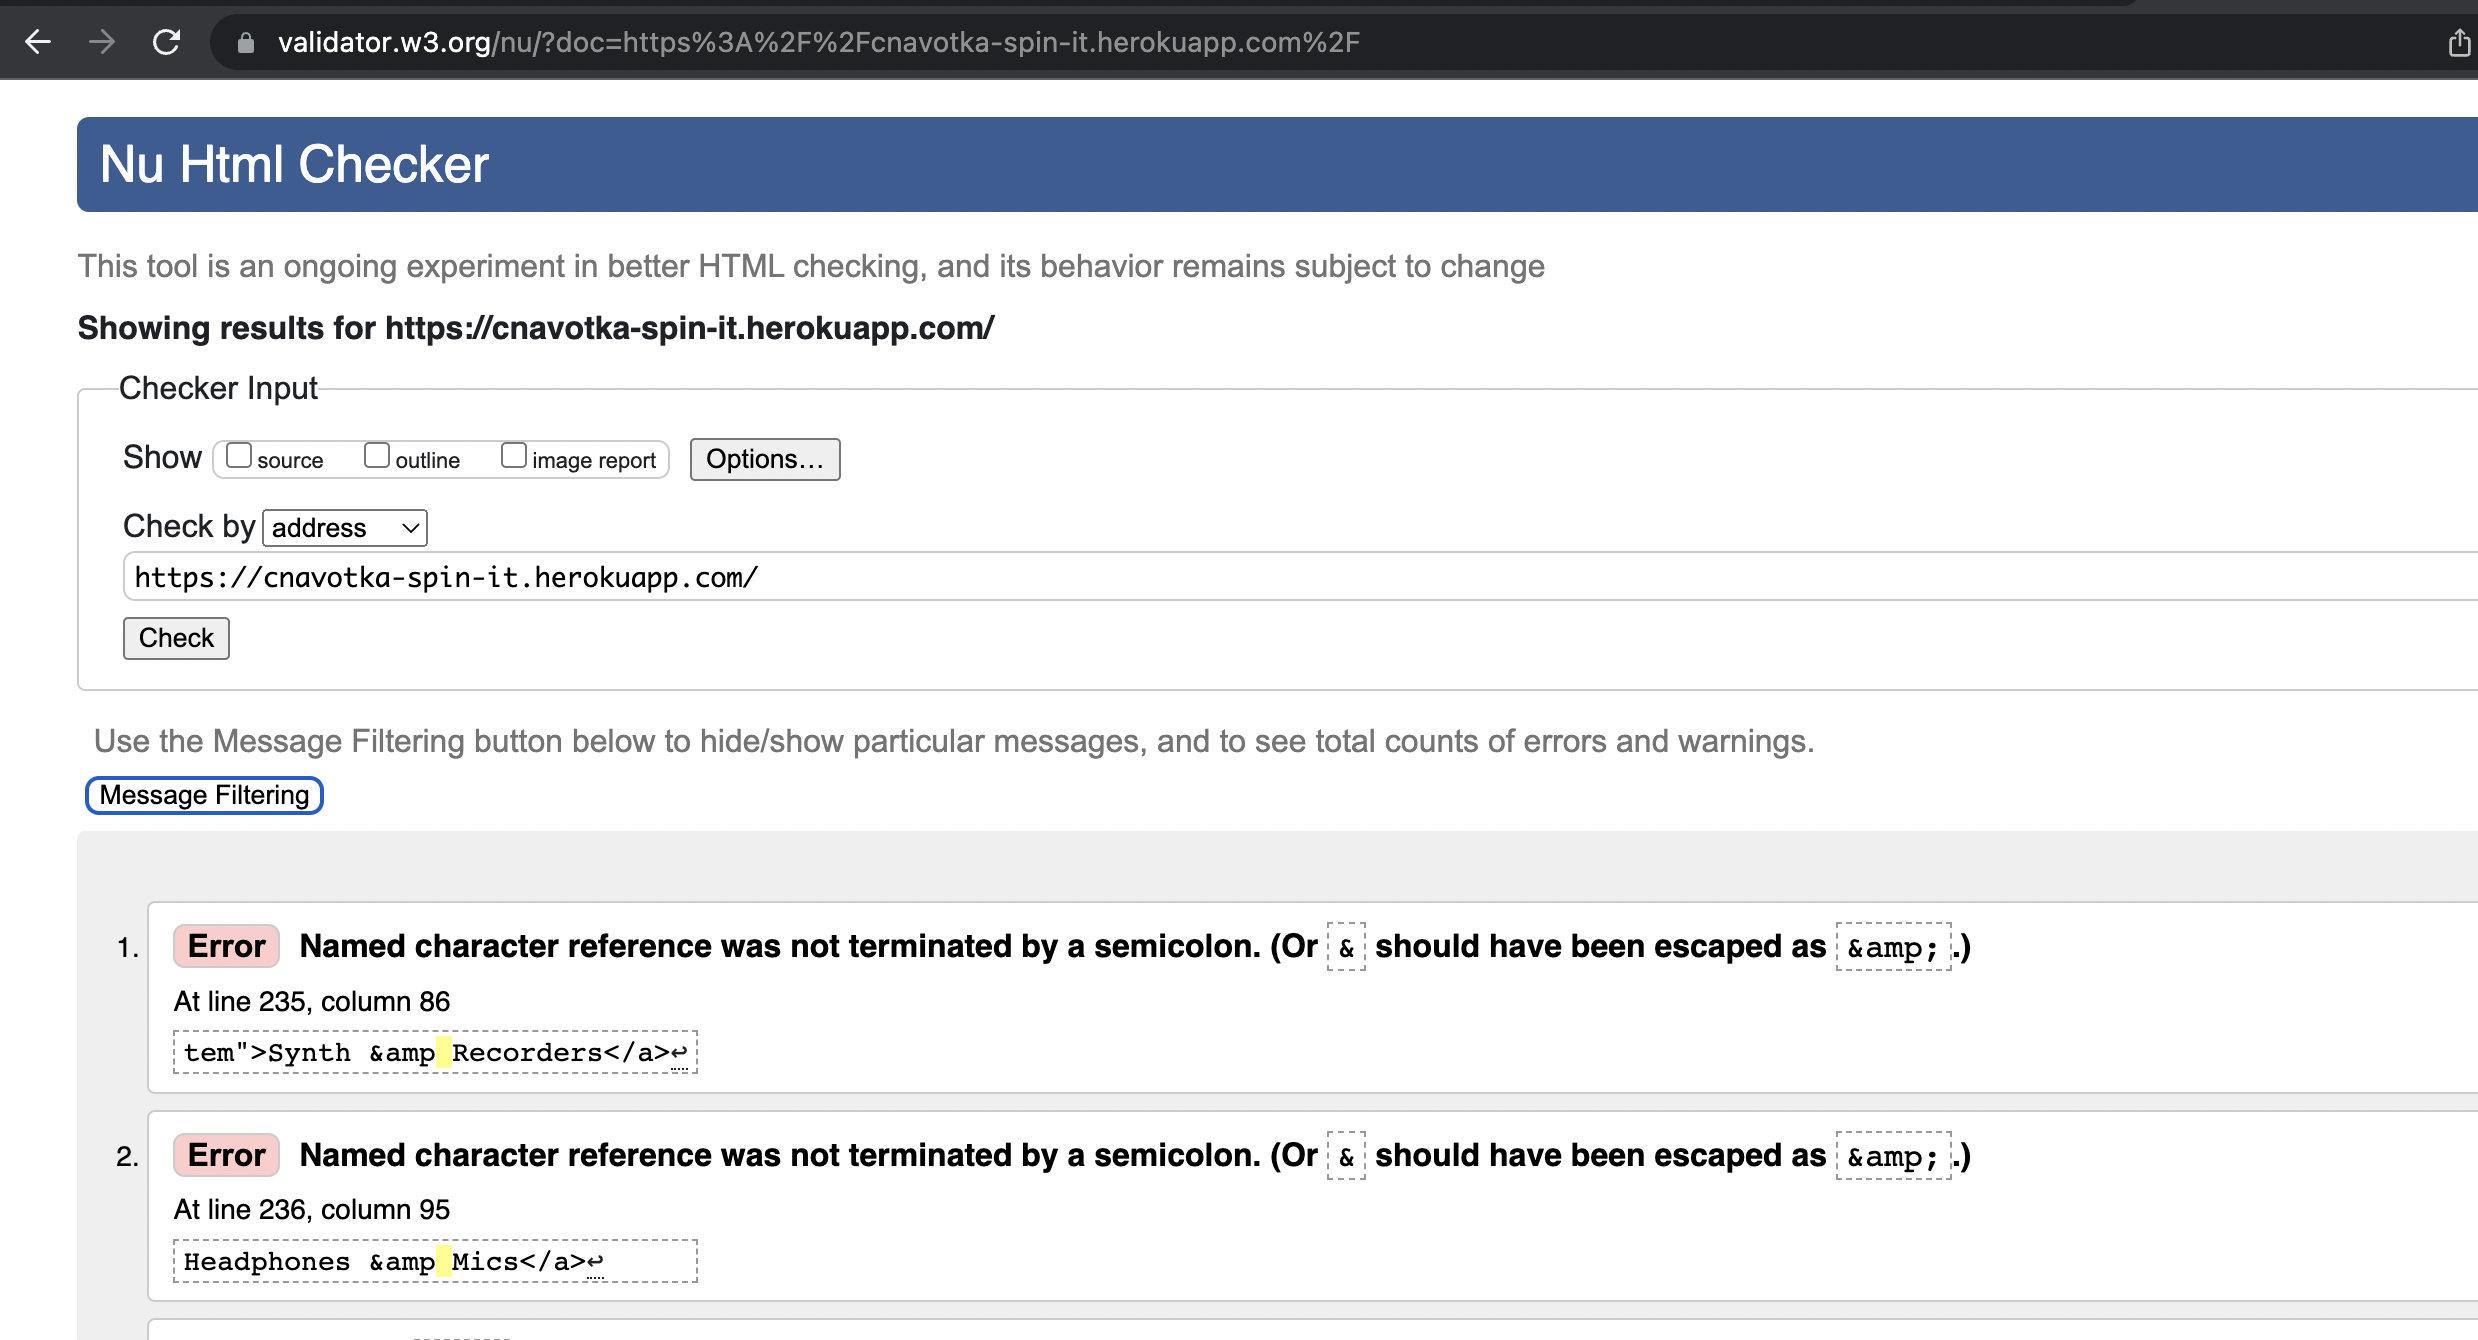 validator.w3.org/nu/?doc=https%3A%2F%2Fcnavotka-spin-it.herokuapp.com%2F
Nu Html Checker
This tool is an ongoing experiment in better HTML checking, and its behavior remains subject to change
Showing results for https://cnavotka-spin-it.herokuapp.com/
Checker Input
Show source outline image report Options...
Check by address
https://cnavotka-spin-it.herokuapp.com/
Check
Use the Message Filtering button below to hide/show particular messages, and to see total counts of errors and warnings.
Message Filtering
1. Error Named character reference was not terminated by a semicolon. (Or & should have been escaped as &amp;.)
At line 235, column 86
tem">Synth &amp Recorders</a>↩
2. Error Named character reference was not terminated by a semicolon. (Or & should have been escaped as &amp;.)
At line 236, column 95
Headphones &amp Mics</a>↩